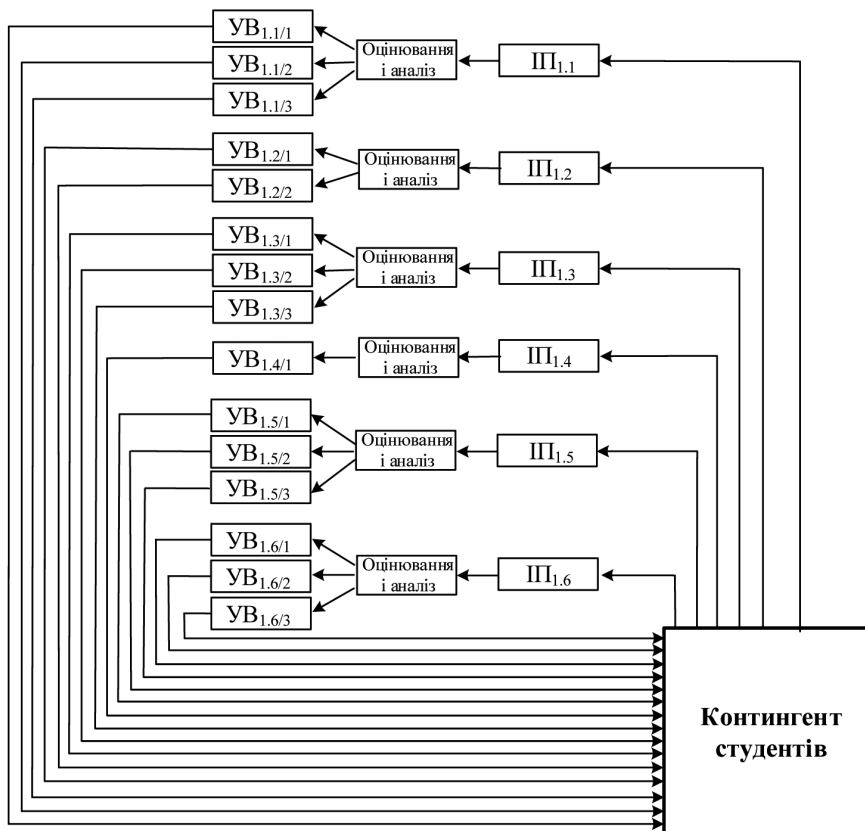 УВ1.1/1
УВ1.1/2
УВ1.1/3
Оцінювання
і аналіз
ІП1.1
УВ1.2/1
УВ1.2/2
Оцінювання
і аналіз
ІП1.2
УВ1.3/1
УВ1.3/2
УВ1.3/3
Оцінювання
і аналіз
ІП1.3
УВ1.4/1
Оцінювання
і аналіз
ІП1.4
УВ1.5/1
УВ1.5/2
УВ1.5/3
Оцінювання
і аналіз
ІП1.5
УВ1.6/1
УВ1.6/2
УВ1.6/3
Оцінювання
і аналіз
ІП1.6
Контингент
студентів